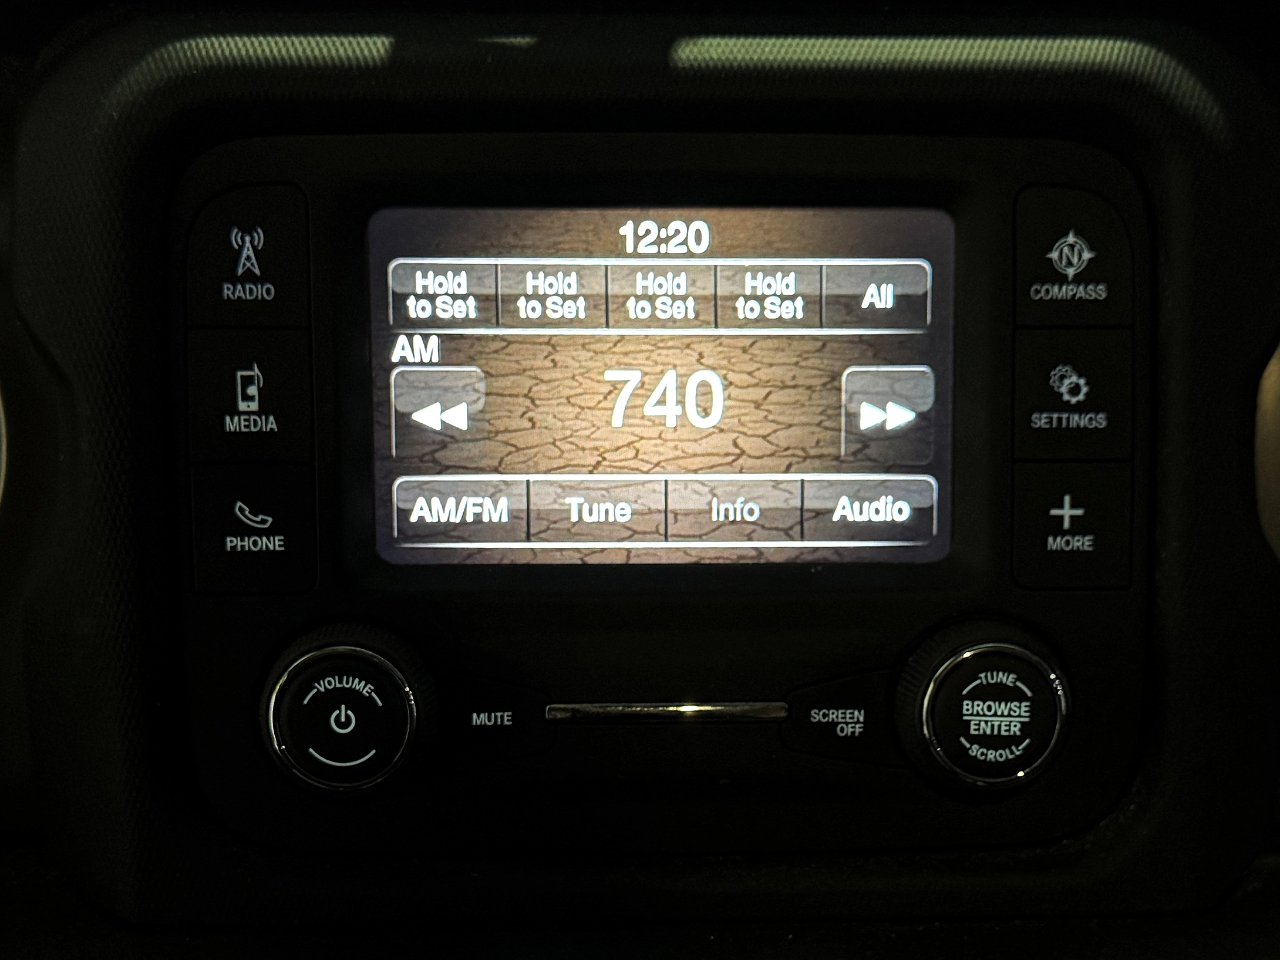 12:20
Hold to Set
Hold to Set
Hold to Set
Hold to Set
All
AM
740
AM/FM
Tune
Info
Audio
RADIO
MEDIA
PHONE
N
COMPASS
SETTINGS
MORE
VOLUME
MUTE
SCREEN
OFF
TUNE
BROWSE
ENTER
SCROLL